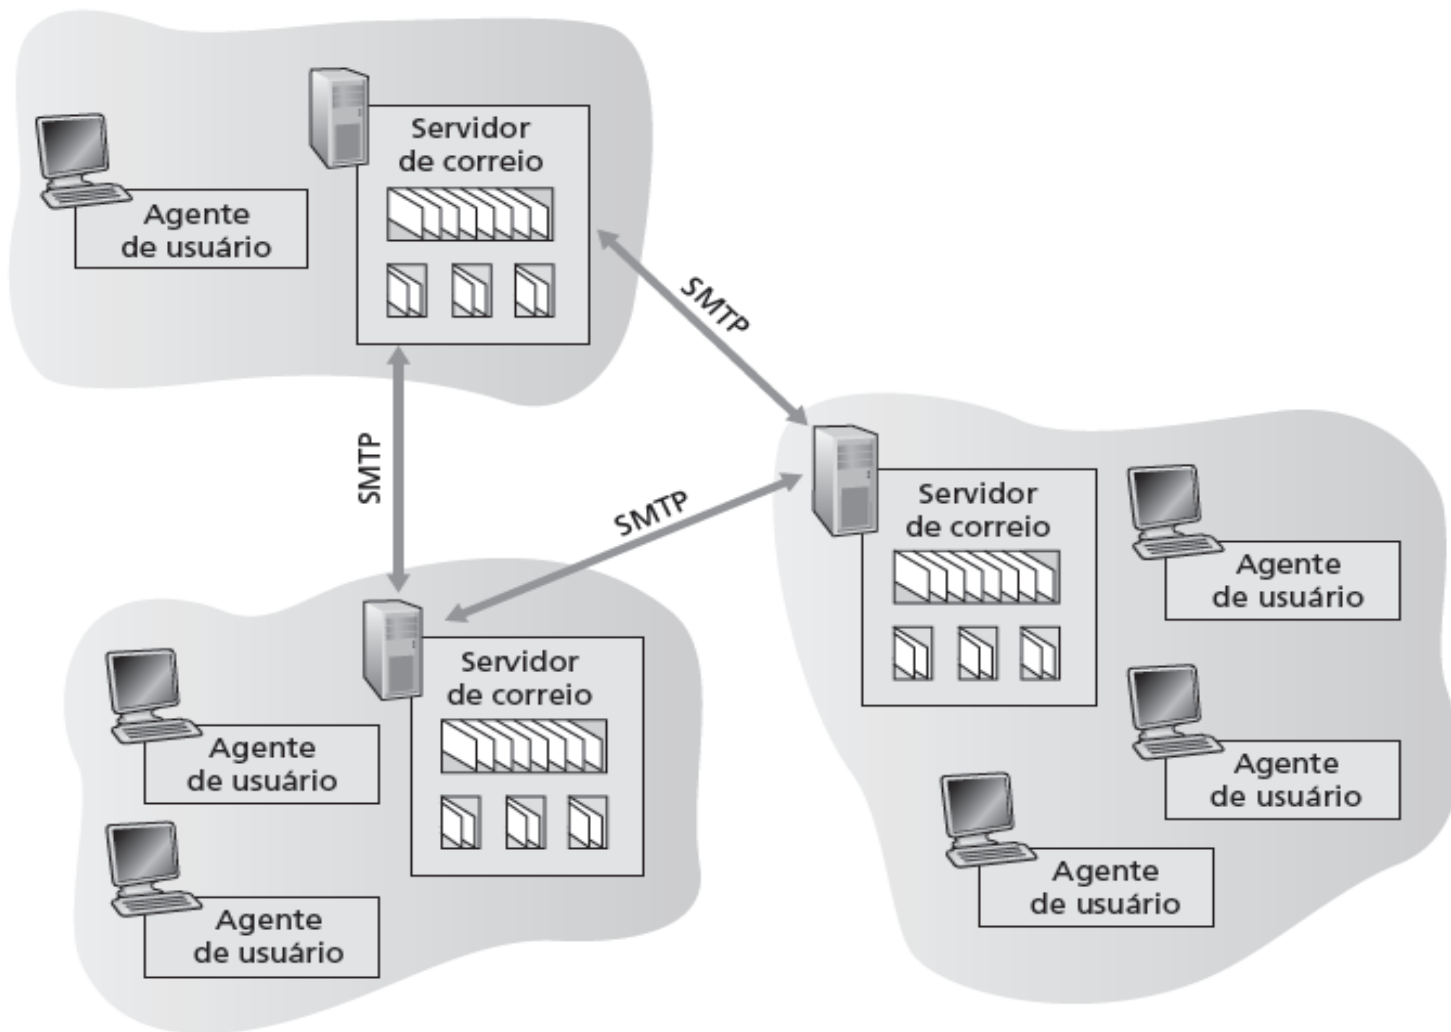 Servidor
de correio
Agente
de usuário
SMTP
SMTP
SMTP
Servidor
de correio
Agente
de usuário
Agente
de usuário
Agente
de usuário
Servidor
de correio
Agente
de usuário
Agente
de usuário